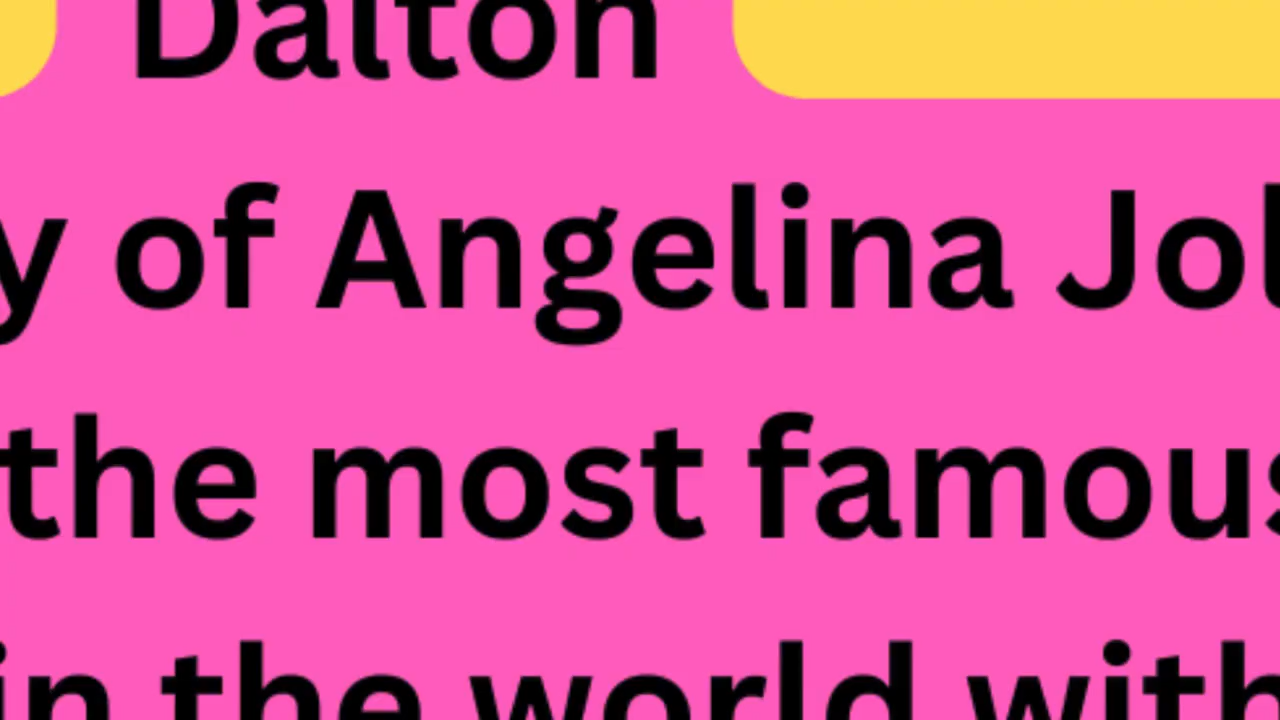 Dalton
y of Angelina Jol
the most famous
in the world with